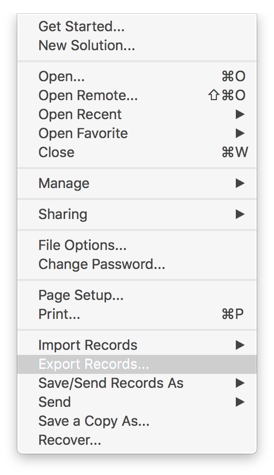 Get Started...
New Solution...
Open... ⌘O
Open Remote... ⇧⌘O
Open Recent ▶
Open Favorite ▶
Close ⌘W
Manage ▶
Sharing ▶
File Options...
Change Password...
Page Setup...
Print... ⌘P
Import Records ▶
Export Records...
Save/Send Records As ▶
Send ▶
Save a Copy As...
Recover...